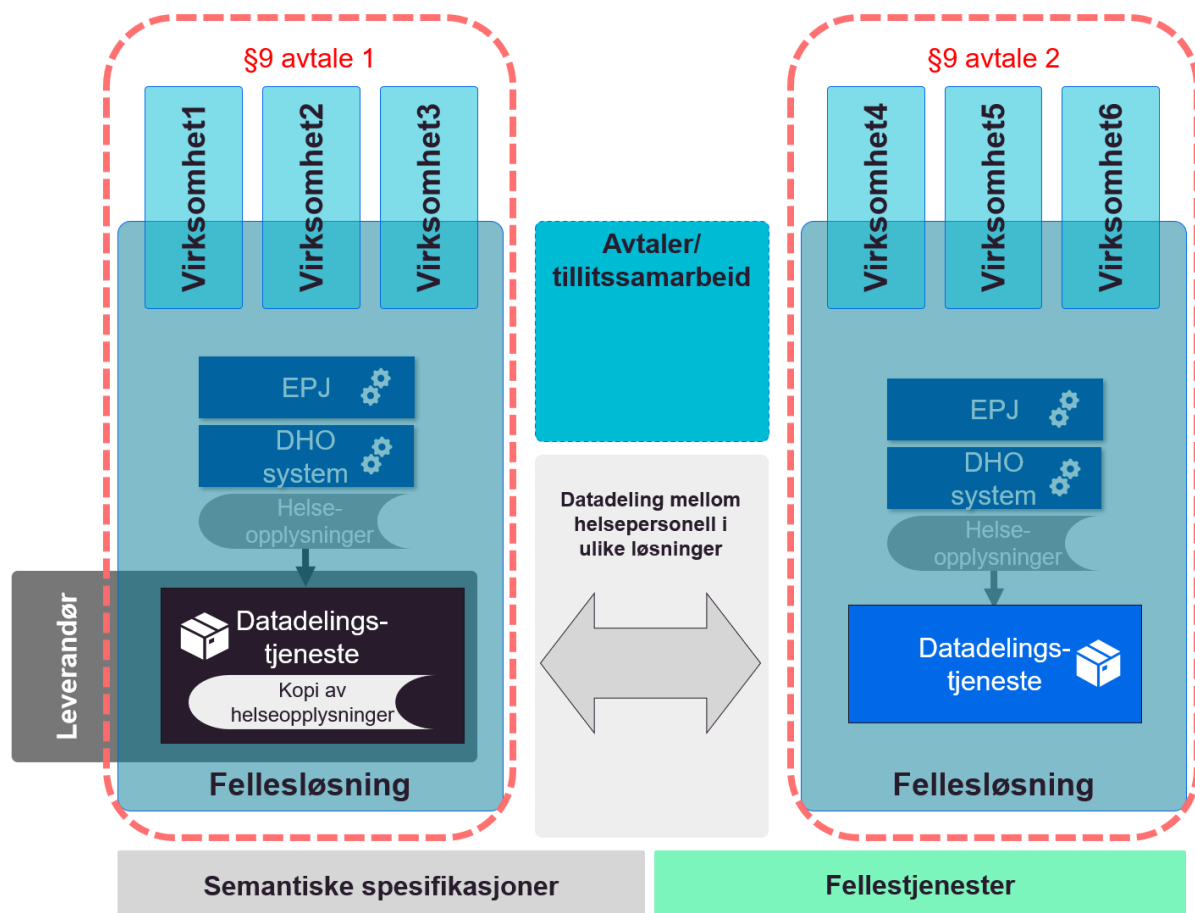 §9 avtale 1
Virksomhet1
Virksomhet2
Virksomhet3
EPJ
DHO
system
Helse-
opplysninger
Leverandør
Datadelings-
tjeneste
Kopi av
helseopplysninger
Fellesløsning
Avtaler/
tillitssamarbeid
Datadeling mellom
helsepersonell i
ulike løsninger
§9 avtale 2
Virksomhet4
Virksomhet5
Virksomhet6
EPJ
DHO
system
Helse-
opplysninger
Datadelings-
tjeneste
Fellesløsning
Semantiske spesifikasjoner
Fellestjenester